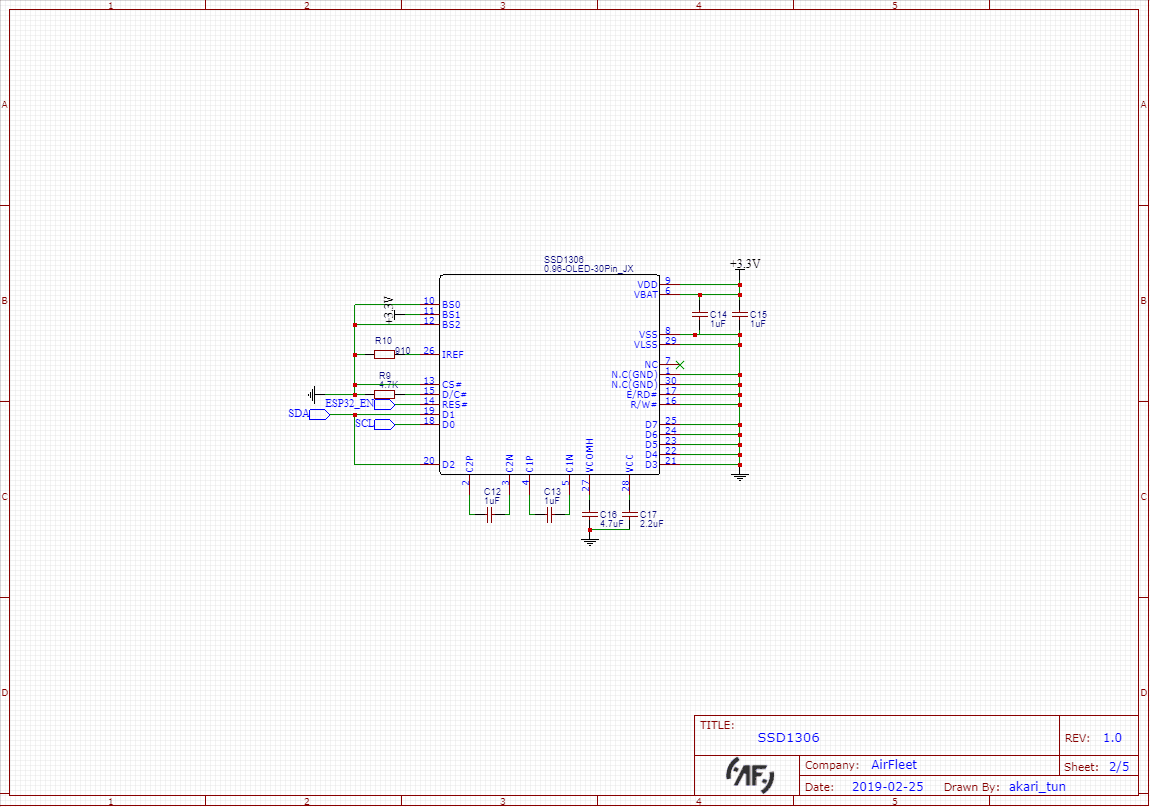 1 2 3 4 5
A A
B B
C C
D D
1 2 3 4 5
SSD1306
0.96-OLED-30Pin_JX
+3.3V
+3.3V
10 BS0
11 BS1
12 BS2
R10
910
26 IREF
R9
4.7K
13 CS#
15 D/C#
ESP32_EN
14 RES#
SDA
19 D1
SCL
18 D0
20 D2
VDD 9
VBAT 6
C14
1uF
C15
1uF
VSS 8
VLSS 29
NC 7
N.C(GND) 1
N.C(GND) 30
E/RD# 17
R/W# 16
D7 25
D6 24
D5 23
D4 22
D3 21
C2P C2N C1P C1N VCOMH VCC
2 3 4 5 27 28
C12
1uF
C13
1uF
C16
4.7uF
C17
2.2uF
TITLE:
SSD1306
REV: 1.0
AF
Company: AirFleet
Sheet: 2/5
Date: 2019-02-25 Drawn By: akari_tun